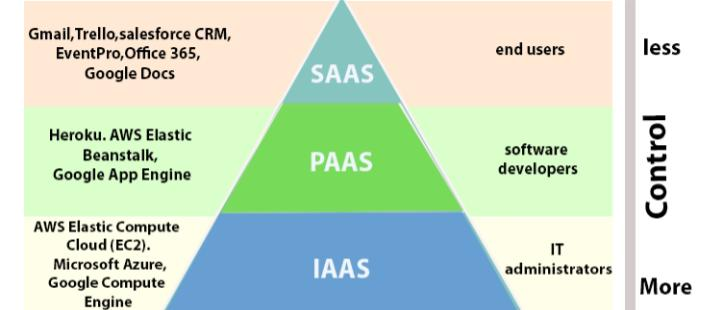 Gmail,Trello,salesforce CRM,
EventPro,Office 365,
Google Docs
SAAS
end users
less
Heroku. AWS Elastic
Beanstalk,
Google App Engine
PAAS
software
developers
Control
AWS Elastic Compute
Cloud (EC2).
Microsoft Azure,
Google Compute
Engine
IAAS
IT
administrators
More